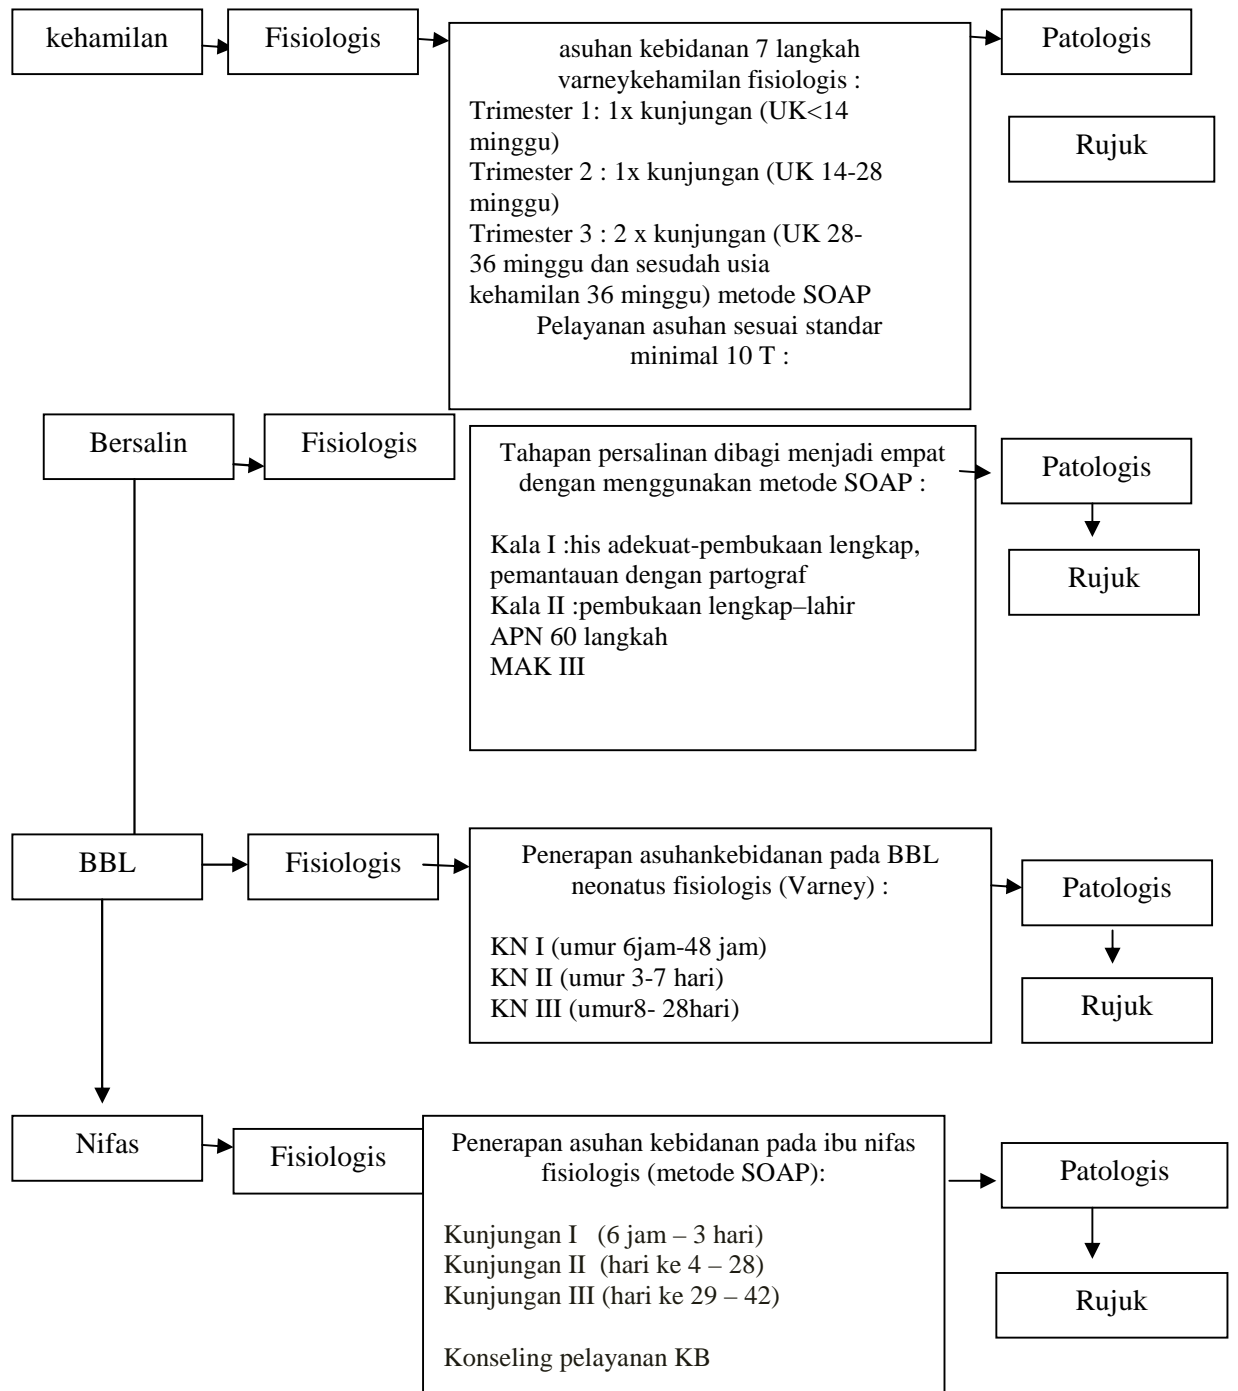 kehamilan
Fisiologis
asuhan kebidanan 7 langkah
varneykehamilan fisiologis :
Trimester 1: 1x kunjungan (UK<14
minggu)
Trimester 2 : 1x kunjungan (UK 14-28
minggu)
Trimester 3 : 2 x kunjungan (UK 28-
36 minggu dan sesudah usia
kehamilan 36 minggu) metode SOAP
Pelayanan asuhan sesuai standar
minimal 10 T :
Patologis
Rujuk
Bersalin
Fisiologis
Tahapan persalinan dibagi menjadi empat
dengan menggunakan metode SOAP :
Kala I :his adekuat-pembukaan lengkap,
pemantauan dengan partograf
Kala II :pembukaan lengkap–lahir
APN 60 langkah
MAK III
Patologis
Rujuk
BBL
Fisiologis
Penerapan asuhankebidanan pada BBL
neonatus fisiologis (Varney) :
KN I (umur 6jam-48 jam)
KN II (umur 3-7 hari)
KN III (umur8- 28hari)
Patologis
Rujuk
Nifas
Fisiologis
Penerapan asuhan kebidanan pada ibu nifas
fisiologis (metode SOAP):
Kunjungan I (6 jam – 3 hari)
Kunjungan II (hari ke 4 – 28)
Kunjungan III (hari ke 29 – 42)
Konseling pelayanan KB
Patologis
Rujuk